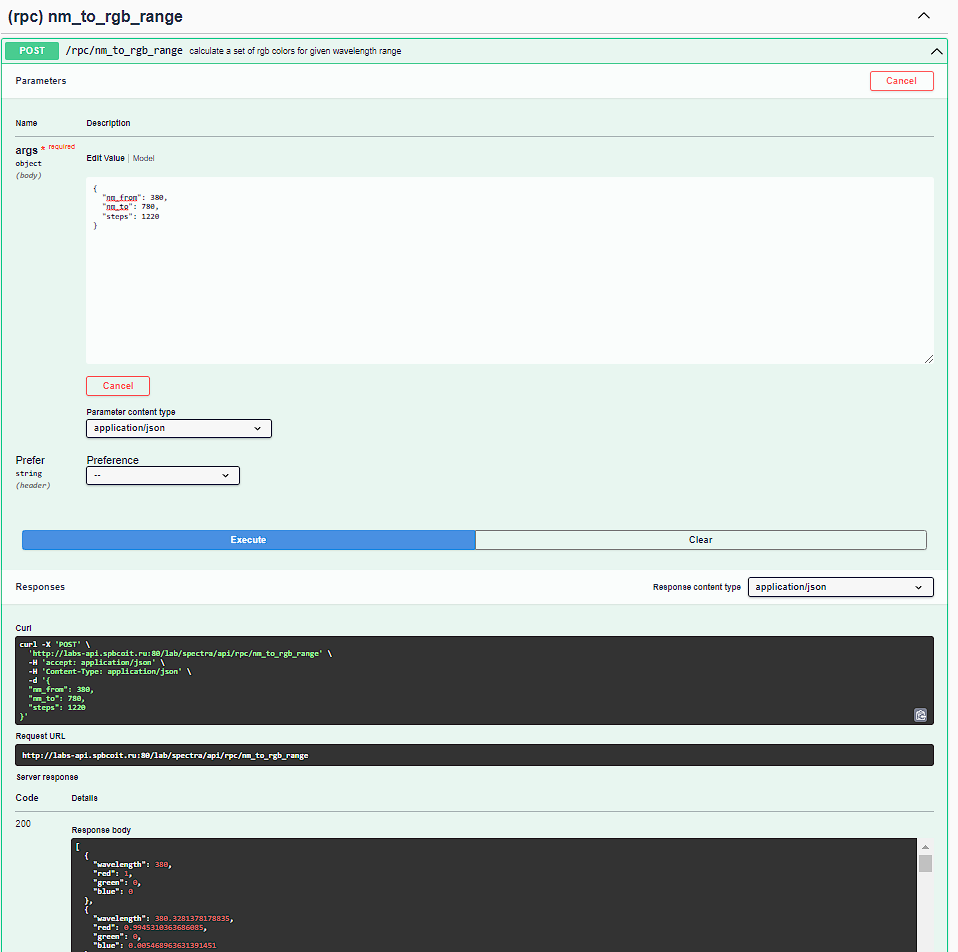 (rpc) nm_to_rgb_range
POST /rpc/nm_to_rgb_range calculate a set of rgb colors for given wavelength range
Parameters
Cancel
Name Description
args * required
object
(body)
Edit Value | Model
{
"nm_from": 380,
"nm_to": 780,
"steps": 1220
}
Cancel
Parameter content type
application/json
Prefer
string
(header)
Preference
--
Execute
Clear
Responses
Response content type application/json
Curl
curl -X 'POST' \
'http://labs-api.spbcoit.ru:80/lab/spectra/api/rpc/nm_to_rgb_range' \
-H 'accept: application/json' \
-H 'Content-Type: application/json' \
-d '{
"nm_from": 380,
"nm_to": 780,
"steps": 1220
}'
Request URL
http://labs-api.spbcoit.ru:80/lab/spectra/api/rpc/nm_to_rgb_range
Server response
Code Details
200
Response body
[
{
"wavelength": 380,
"red": 1,
"green": 0,
"blue": 0
},
{
"wavelength": 380.3281378178835,
"red": 0.9945310363686085,
"green": 0,
"blue": 0.005468963631391451